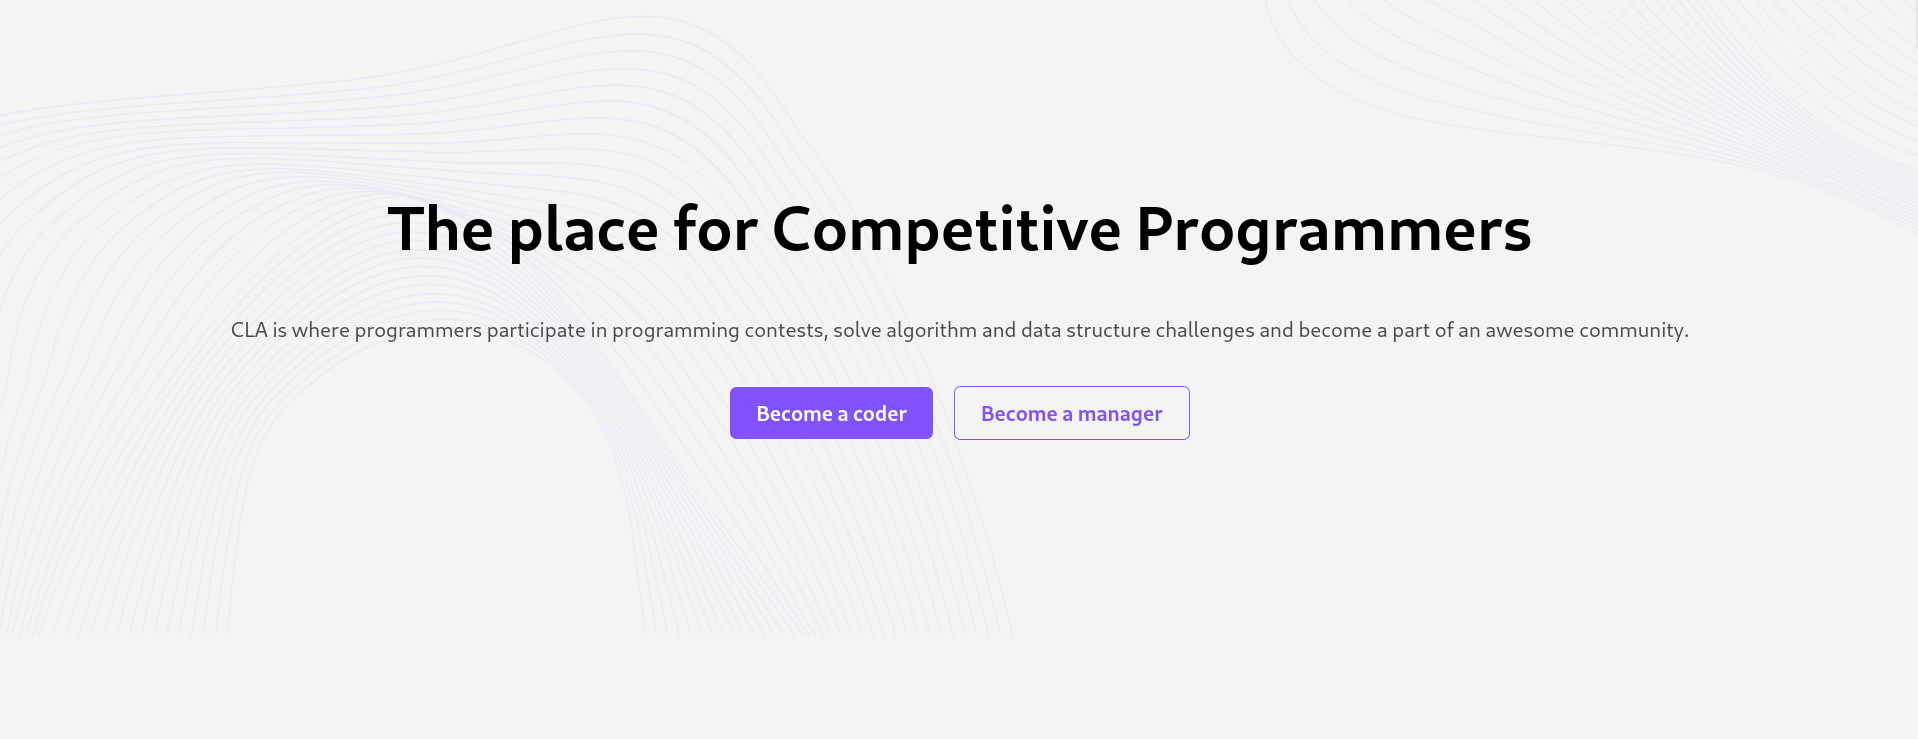 The place for Competitive Programmers
CLA is where programmers participate in programming contests, solve algorithm and data structure challenges and become a part of an awesome community.
Become a coder
Become a manager